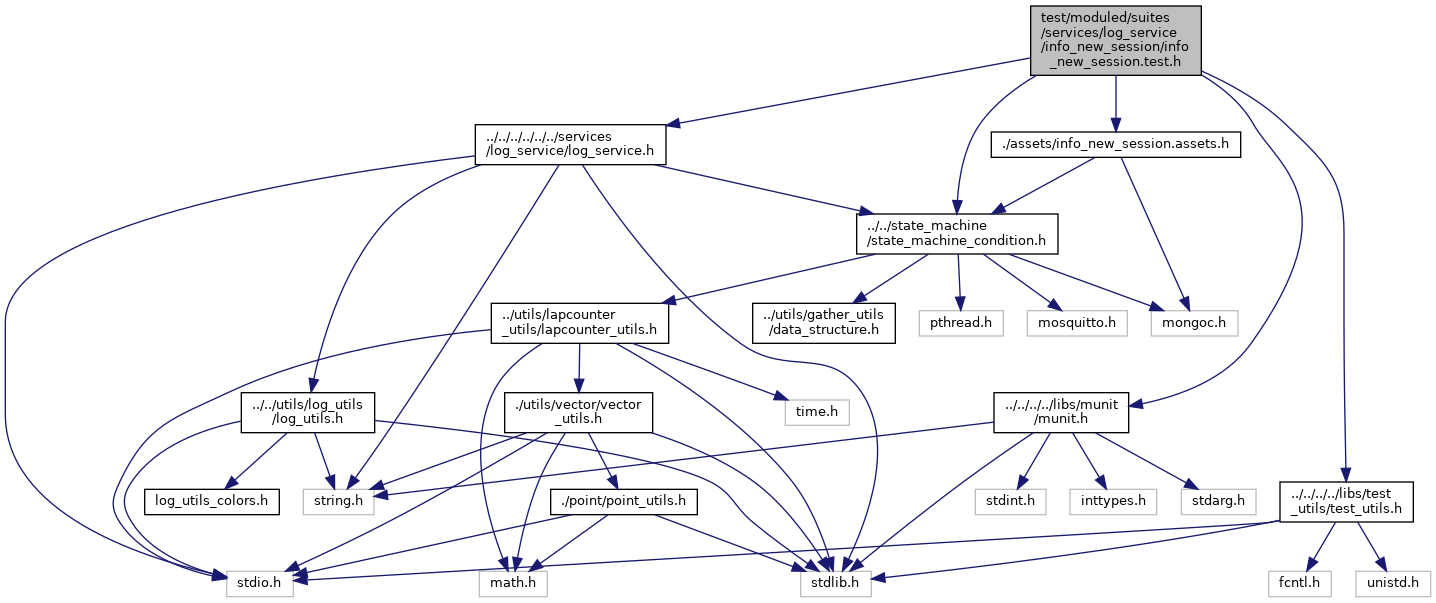 test/moduled/suites
/services/log_service
/info_new_session/info
_new_session.test.h
../../../../../../services
/log_service/log_service.h
./assets/info_new_session.assets.h
../../state_machine
/state_machine_condition.h
../utils/lapcounter
_utils/lapcounter_utils.h
../utils/gather_utils
/data_structure.h
pthread.h
mosquitto.h
mongoc.h
../../utils/log_utils
/log_utils.h
./utils/vector/vector
_utils.h
time.h
../../../../libs/munit
/munit.h
log_utils_colors.h
string.h
./point/point_utils.h
stdint.h
inttypes.h
stdarg.h
../../../../libs/test
_utils/test_utils.h
stdio.h
math.h
stdlib.h
fcntl.h
unistd.h